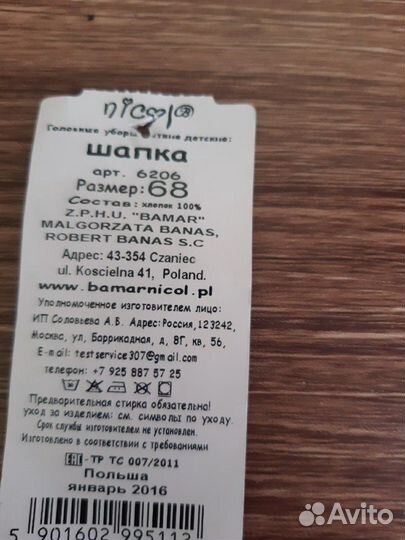 nicol®
Головные уборы детские:
шапка
арт. 6206
Размер:68
Состав: хлопок 100%
Z.P.H.U. "BAMAR"
MALGORZATA BANAS,
ROBERT BANAS S.C
Адрес: 43-354 Czaniec
ul. Koscielna 41, Poland.
www.bamarnicol.pl
Уполномоченное изготовителем лицо:
ИП Соловьева А.Б. Адрес:Россия,123242,
Москва, ул, Баррикадная, д, 8Г, кв, 56,
E-mail: testservice307@gmail.com
телефон: +7 925 887 57 25
Предварительная стирка обязательна!
уход за изделием: см. символы по уходу.
Срок службы изготовителем не установлен.
Изготовлено в соответствии с требованиями
EAC -ТР ТС 007/2011
Польша
январь 2016
5 901602 995113
Avito